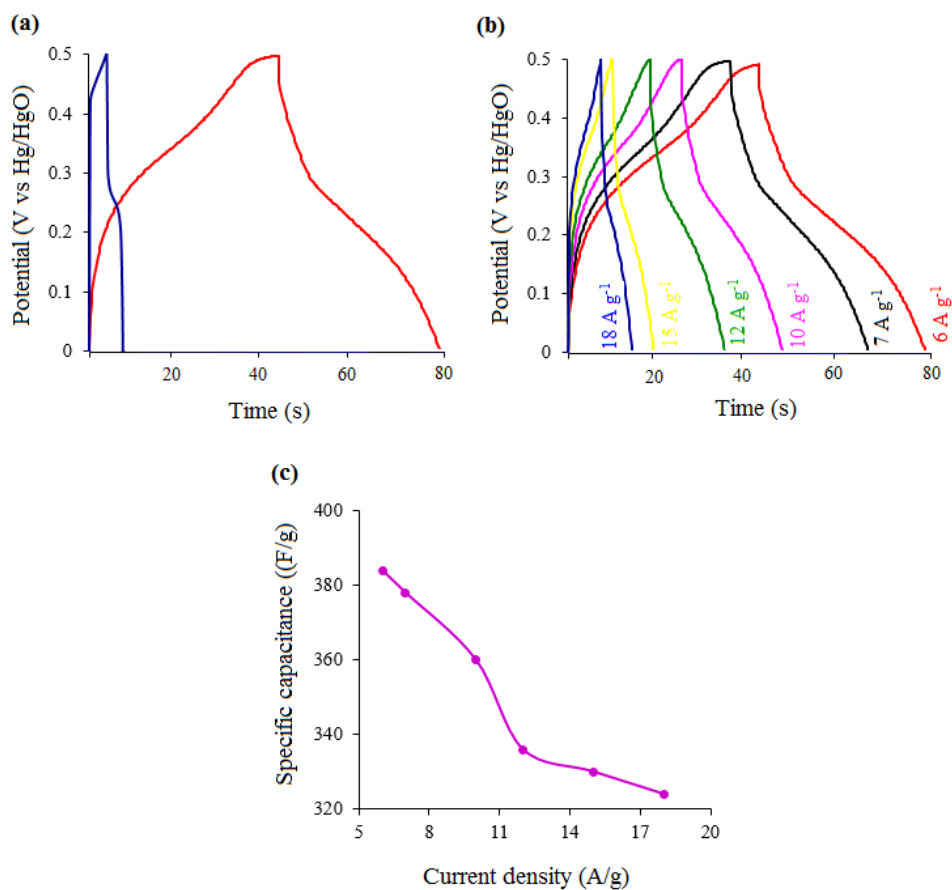 (a)
0.5
0.4
0.3
0.2
0.1
0
Potential (V vs Hg/HgO)
20
40
60
80
Time (s)
(b)
0.5
0.4
0.3
0.2
0.1
0
Potential (V vs Hg/HgO)
18 A g⁻¹
15 A g⁻¹
12 A g⁻¹
10 A g⁻¹
7 A g⁻¹
6 A g⁻¹
20
40
60
80
Time (s)
(c)
400
380
360
340
320
Specific capacitance ((F/g)
5
8
11
14
17
20
Current density (A/g)